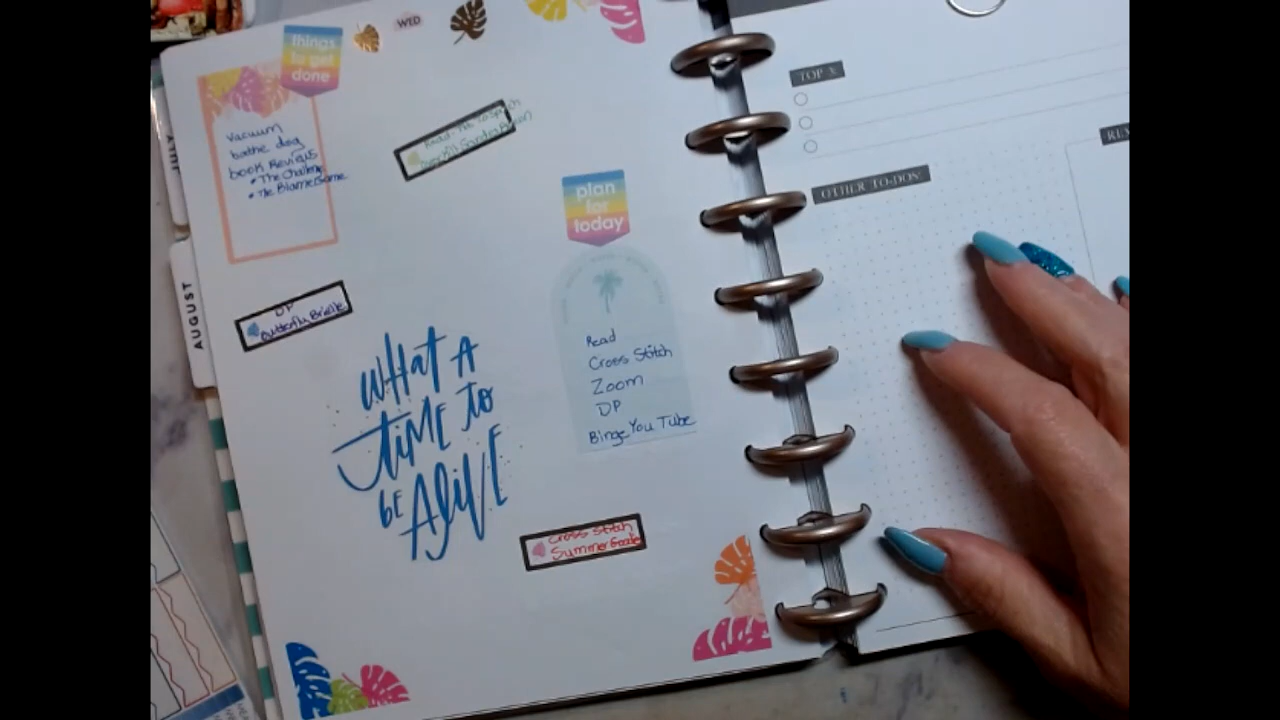 WED
things
to get
done
vacuum
bathe dog
book Reviews
• The Challenge
• The Blame Game
JULY
AUGUST
DP
Butterfly Brielle
plan
for
today
Read
Cross Stitch
Zoom
DP
Binge You Tube
WHAT A
TIME TO
BE ALIVE
Cross Stitch
Summer
TOP 3
OTHER TO-DOS: